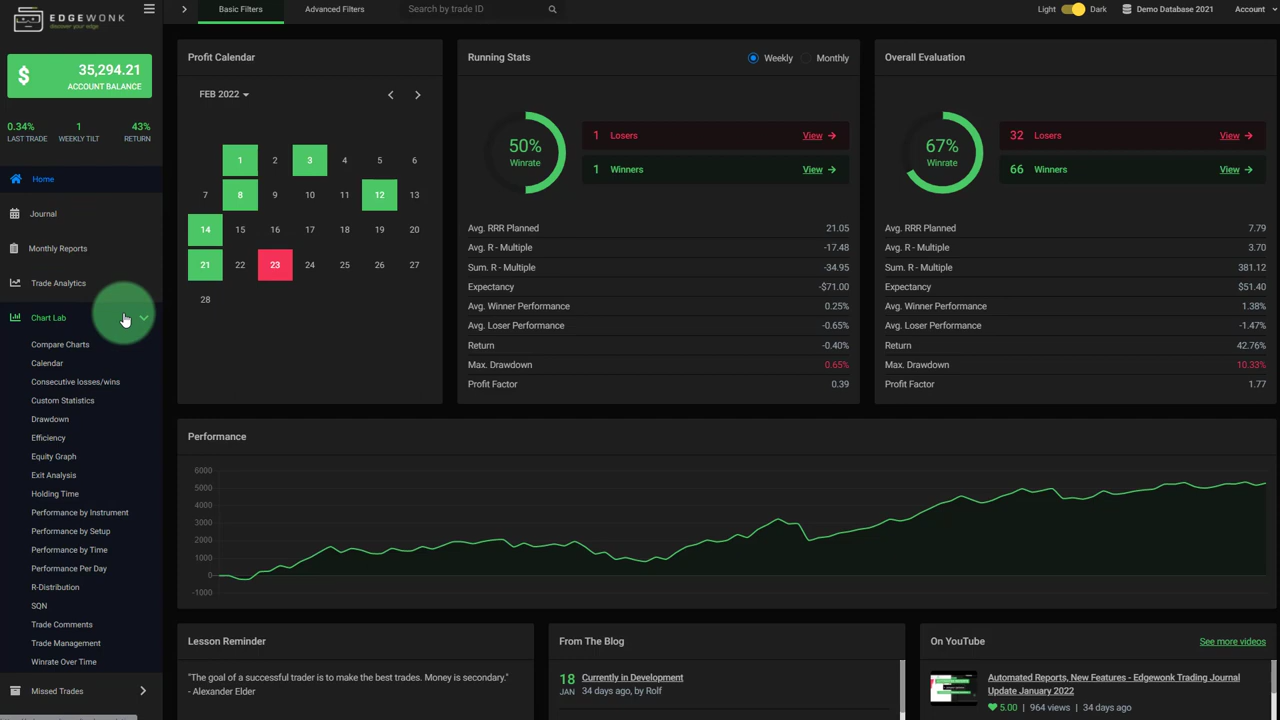 EDGEWONK
discover your edge
$ 35,294.21
ACCOUNT BALANCE
0.34% 1 43%
LAST TRADE WEEKLY TILT RETURN
Home
Journal
Monthly Reports
Trade Analytics
Chart Lab
Compare Charts
Calendar
Consecutive losses/wins
Custom Statistics
Drawdown
Efficiency
Equity Graph
Exit Analysis
Holding Time
Performance by Instrument
Performance by Setup
Performance by Time
Performance Per Day
R-Distribution
SQN
Trade Comments
Trade Management
Winrate Over Time
Missed Trades
Basic Filters Advanced Filters Search by trade ID Light Dark Demo Database 2021 Account
Profit Calendar
FEB 2022
1 2 3 4 5 6
7 8 9 10 11 12 13
14 15 16 17 18 19 20
21 22 23 24 25 26 27
28
Running Stats Weekly Monthly
50%
Winrate
1 Losers View
1 Winners View
Avg. RRR Planned 21.05
Avg. R - Multiple -17.48
Sum. R - Multiple -34.95
Expectancy -$71.00
Avg. Winner Performance 0.25%
Avg. Loser Performance -0.65%
Return -0.40%
Max. Drawdown 0.65%
Profit Factor 0.39
Overall Evaluation
67%
Winrate
32 Losers View
66 Winners View
Avg. RRR Planned 7.79
Avg. R - Multiple 3.70
Sum. R - Multiple 381.12
Expectancy $51.40
Avg. Winner Performance 1.38%
Avg. Loser Performance -1.47%
Return 42.76%
Max. Drawdown 10.33%
Profit Factor 1.77
Performance
6000
5000
4000
3000
2000
1000
0
-1000
Lesson Reminder
"The goal of a successful trader is to make the best trades. Money is secondary."
- Alexander Elder
From The Blog
18 Currently in Development
JAN 34 days ago, by Rolf
On YouTube See more videos
Automated Reports, New Features - Edgewonk Trading Journal
Update January 2022
5.00 | 964 views | 34 days ago